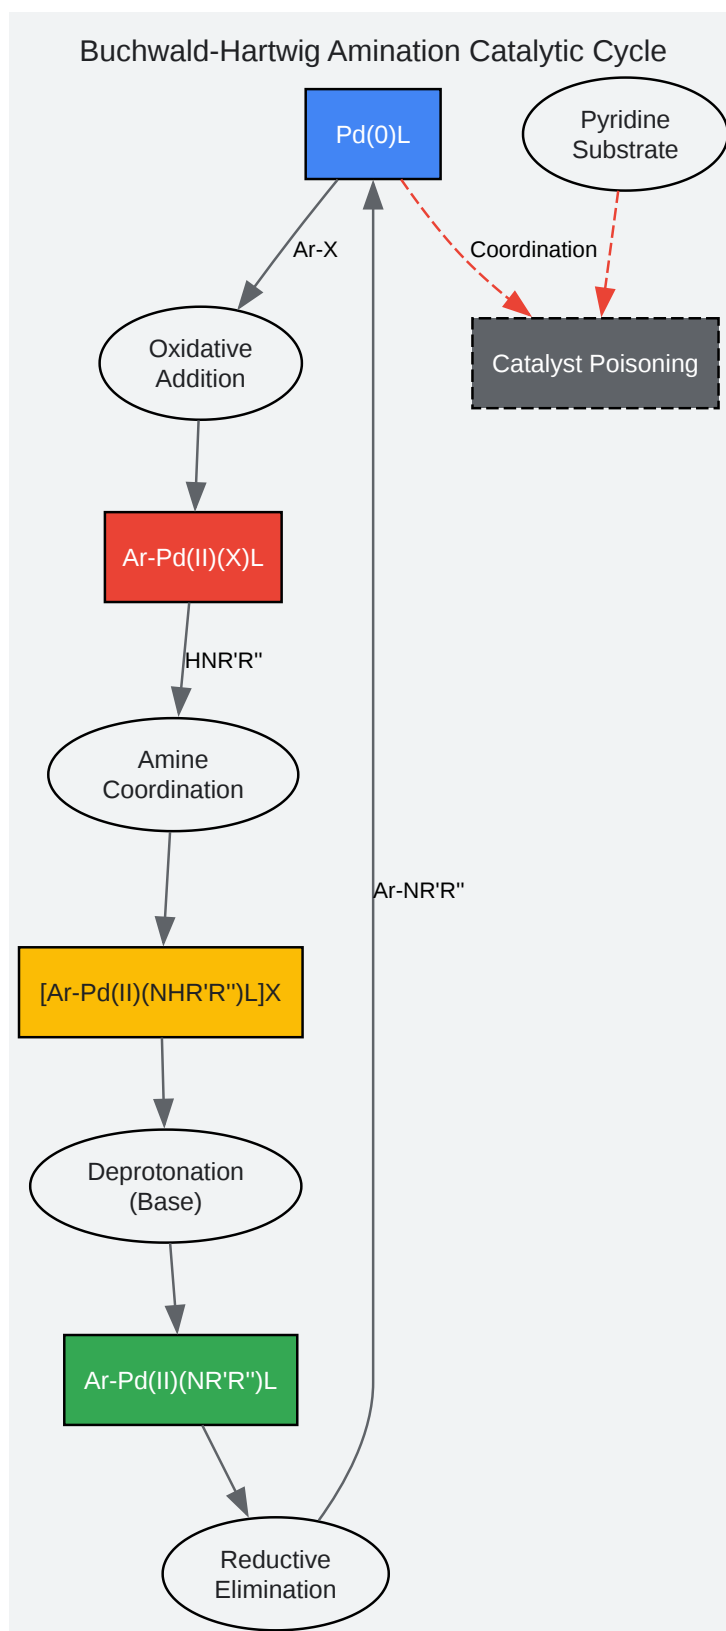 Buchwald-Hartwig Amination Catalytic Cycle
Pd(0)L
Pyridine
Substrate
Ar-X
Coordination
Oxidative
Addition
Catalyst Poisoning
Ar-Pd(II)(X)L
HNR'R''
Amine
Coordination
Ar-NR'R''
[Ar-Pd(II)(NHR'R'')L]X
Deprotonation
(Base)
Ar-Pd(II)(NR'R'')L
Reductive
Elimination